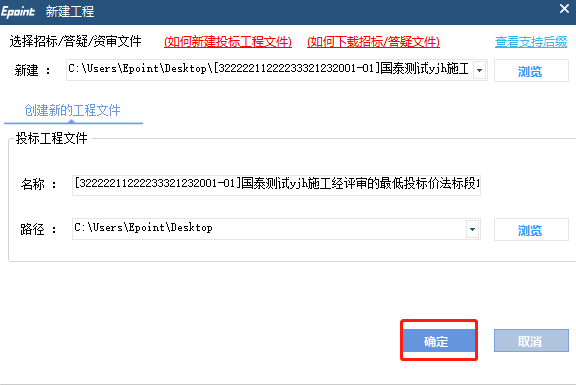 Epoint 新建工程
选择招标/答疑/资审文件 (如何新建投标工程文件) (如何下载招标/答疑文件) 查看支持后缀
新建： C:\Users\Epoint\Desktop\[32222211222233321232001-01]国泰测试yjh施工 浏览
创建新的工程文件
投标工程文件
名称： [32222211222233321232001-01]国泰测试yjh施工经评审的最低投标价法标段1
路径： C:\Users\Epoint\Desktop 浏览
确定 取消